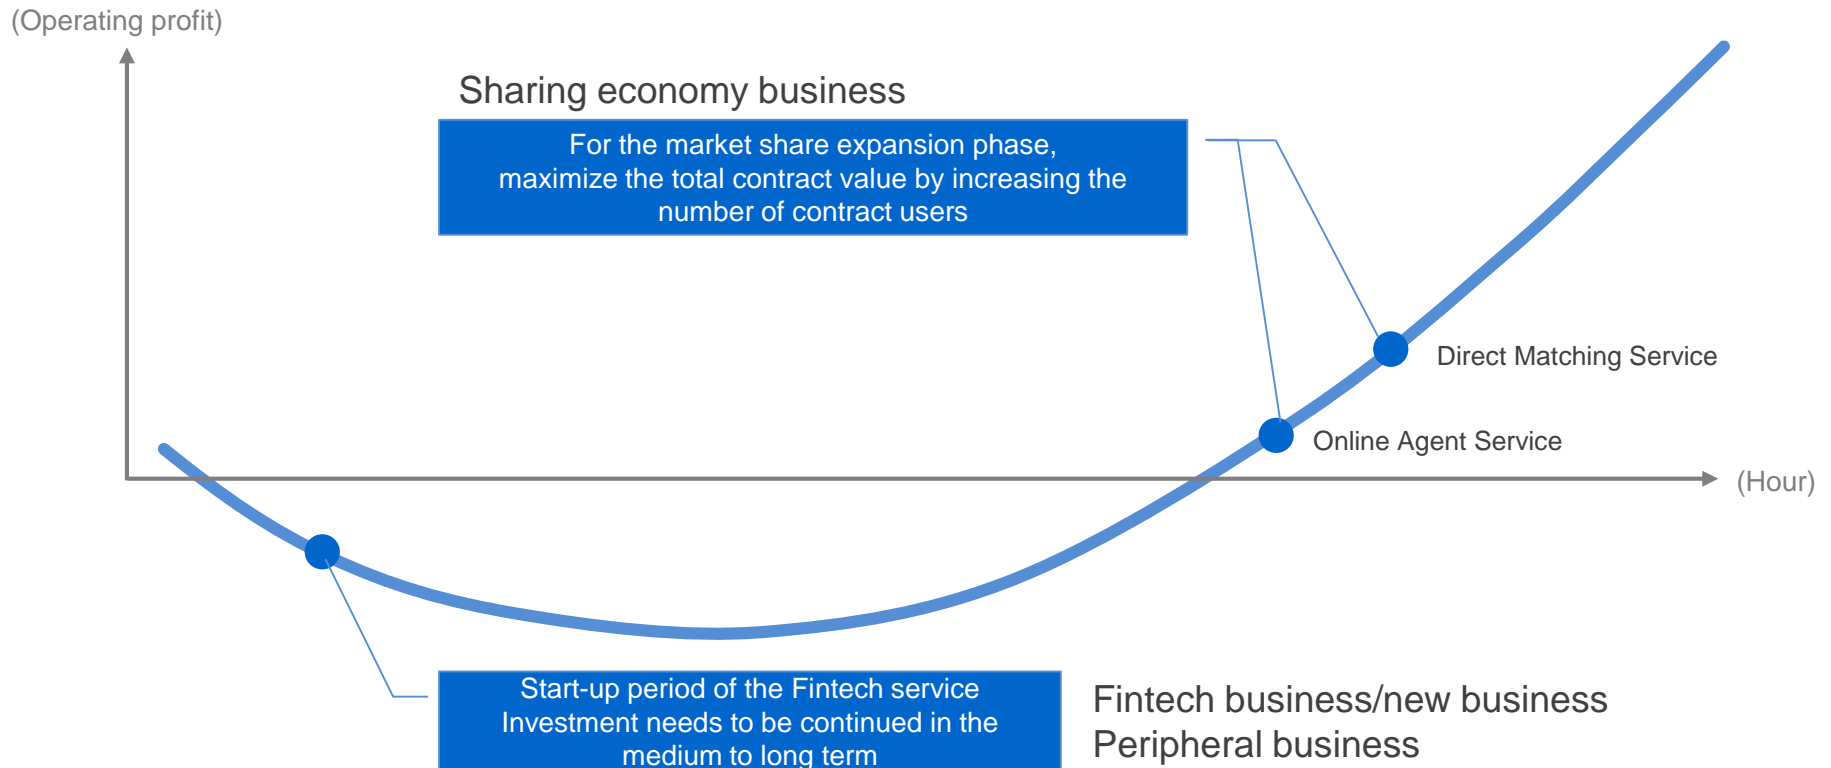 (Operating profit)
Sharing economy business
For the market share expansion phase,
maximize the total contract value by increasing the
number of contract users
Direct Matching Service
Online Agent Service
(Hour)
Start-up period of the Fintech service
Investment needs to be continued in the
medium to long term
Fintech business/new business
Peripheral business